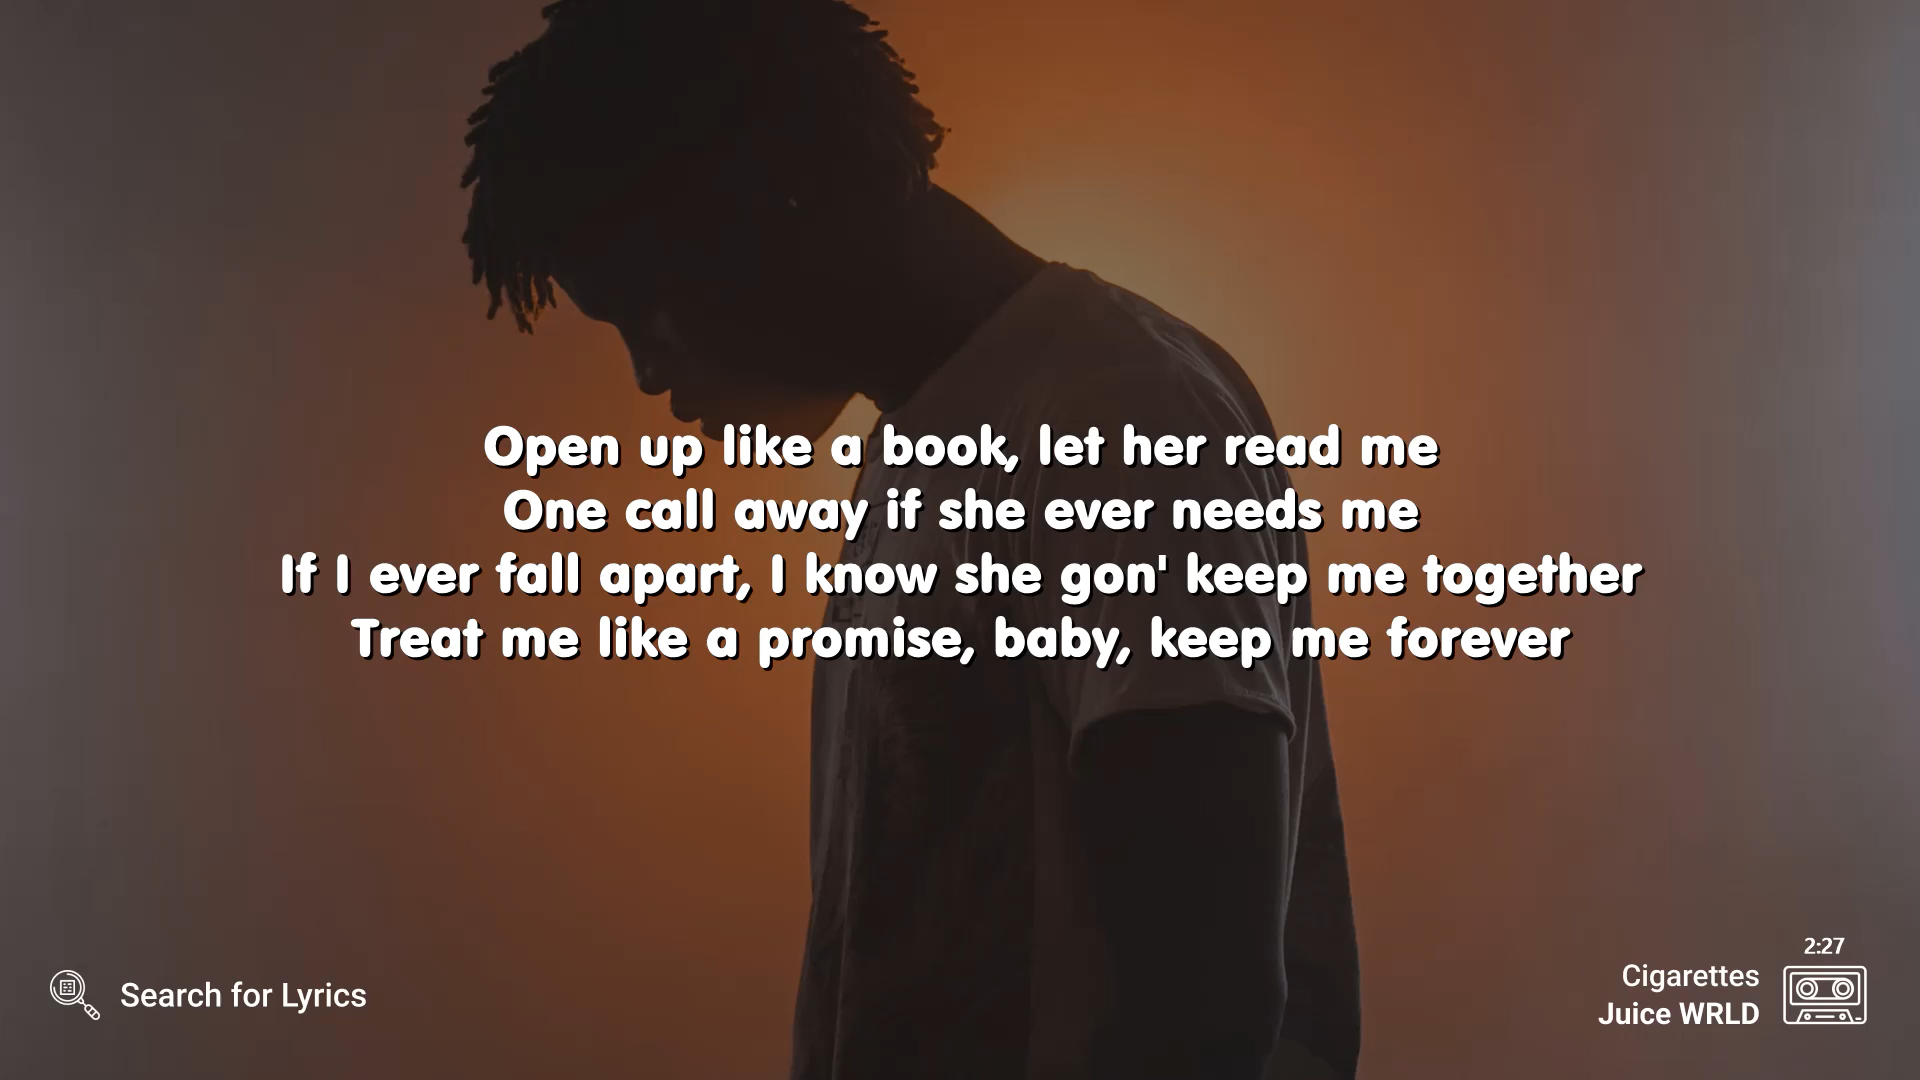 Open up like a book, let her read me
One call away if she ever needs me
If I ever fall apart, I know she gon' keep me together
Treat me like a promise, baby, keep me forever
Search for Lyrics
2:27
Cigarettes
Juice WRLD